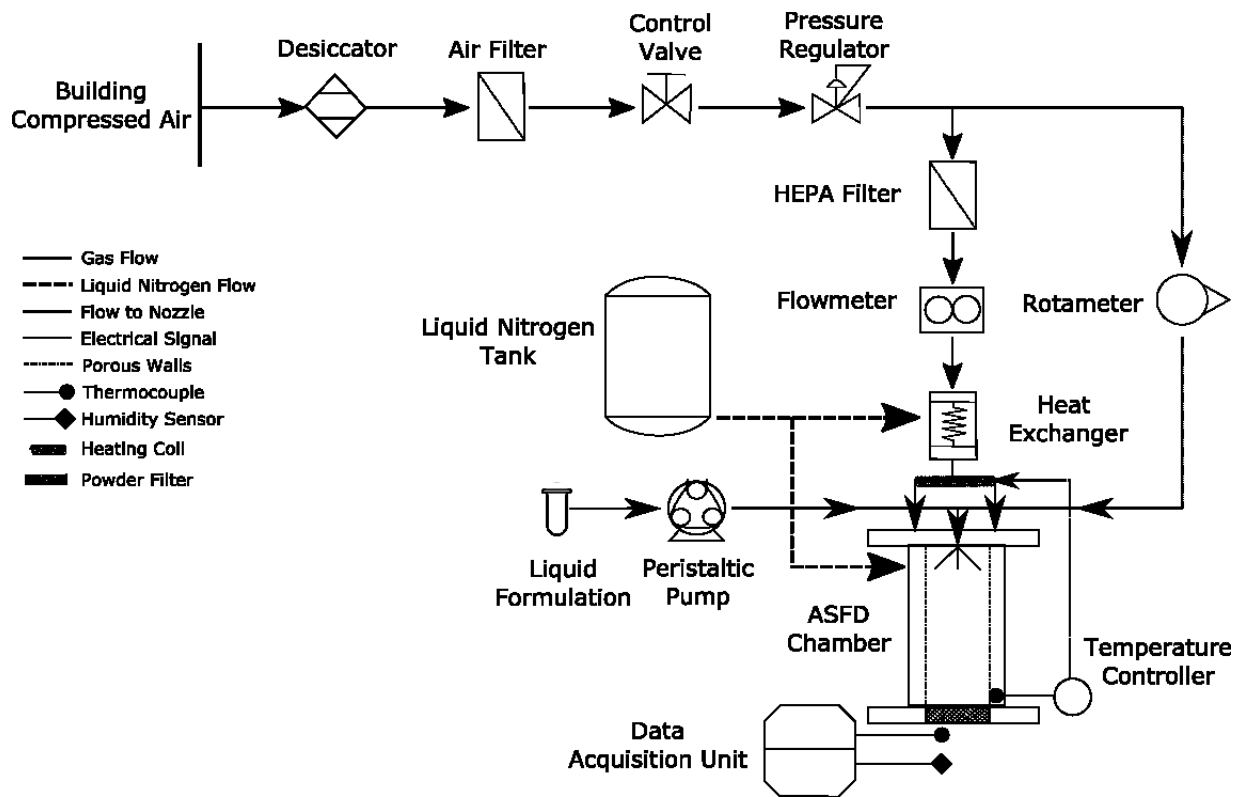 Building
Compressed Air
Desiccator
Air Filter
Control
Valve
Pressure
Regulator
HEPA Filter
Flowmeter
Rotameter
Gas Flow
Liquid Nitrogen Flow
Flow to Nozzle
Electrical Signal
Porous Walls
Thermocouple
Humidity Sensor
Heating Coil
Powder Filter
Liquid Nitrogen
Tank
Heat
Exchanger
Liquid
Formulation
Peristaltic
Pump
ASFD
Chamber
Temperature
Controller
Data
Acquisition Unit